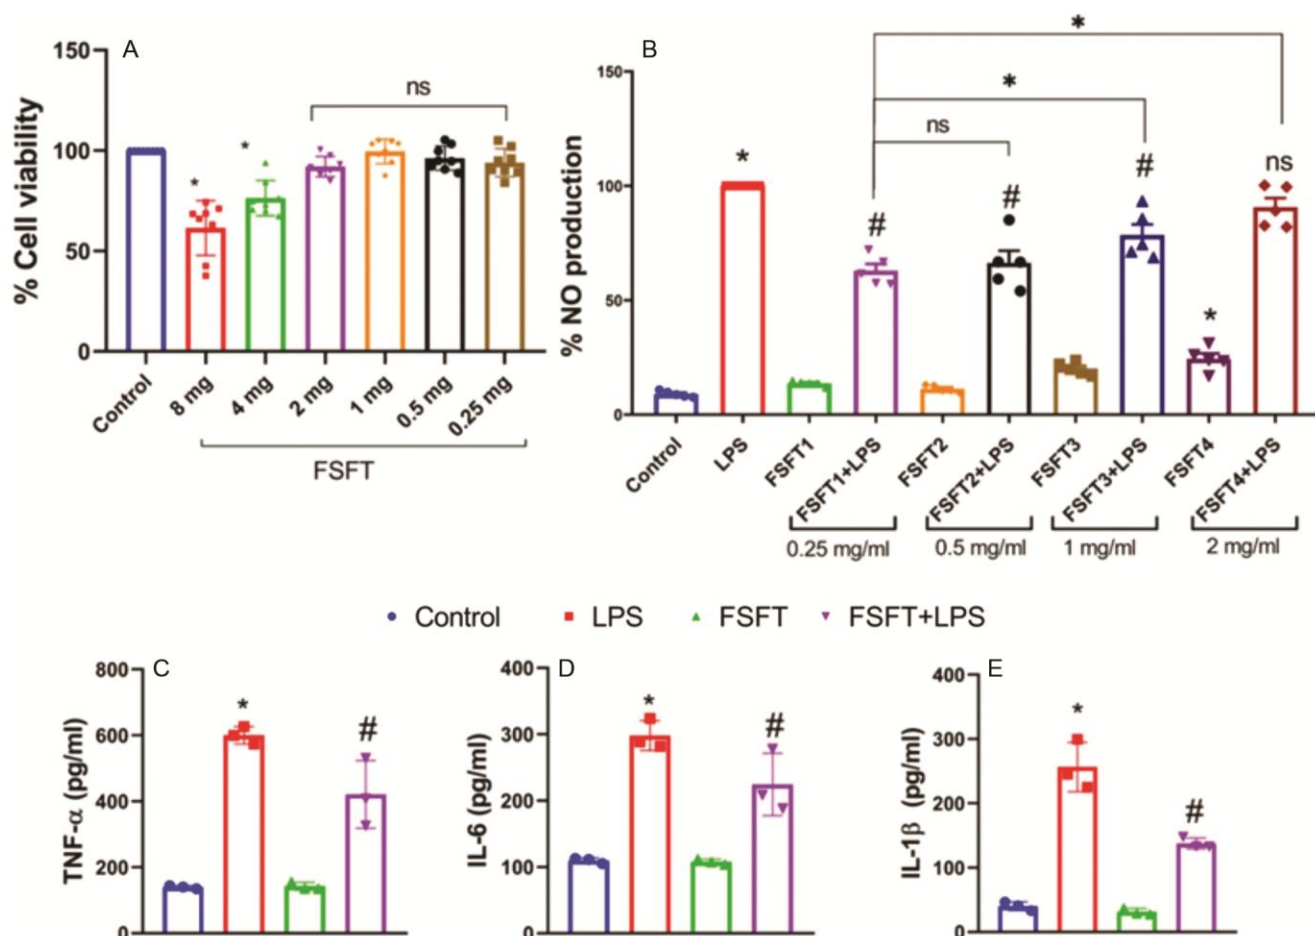 A
% Cell viability
150
100
50
0
*
*
ns
Control
8 mg
4 mg
2 mg
1 mg
0.5 mg
0.25 mg
FSFT
B
% NO production
150
100
50
0
*
*
ns
*
#
#
#
*
ns
Control
LPS
FSFT1
FSFT1+LPS
FSFT2
FSFT2+LPS
FSFT3
FSFT3+LPS
FSFT4
FSFT4+LPS
0.25 mg/ml
0.5 mg/ml
1 mg/ml
2 mg/ml
Control LPS FSFT FSFT+LPS
C
TNF-α (pg/ml)
800
600
400
200
0
*
#
D
IL-6 (pg/ml)
400
300
200
100
0
*
#
E
IL-1β (pg/ml)
400
300
200
100
0
*
#